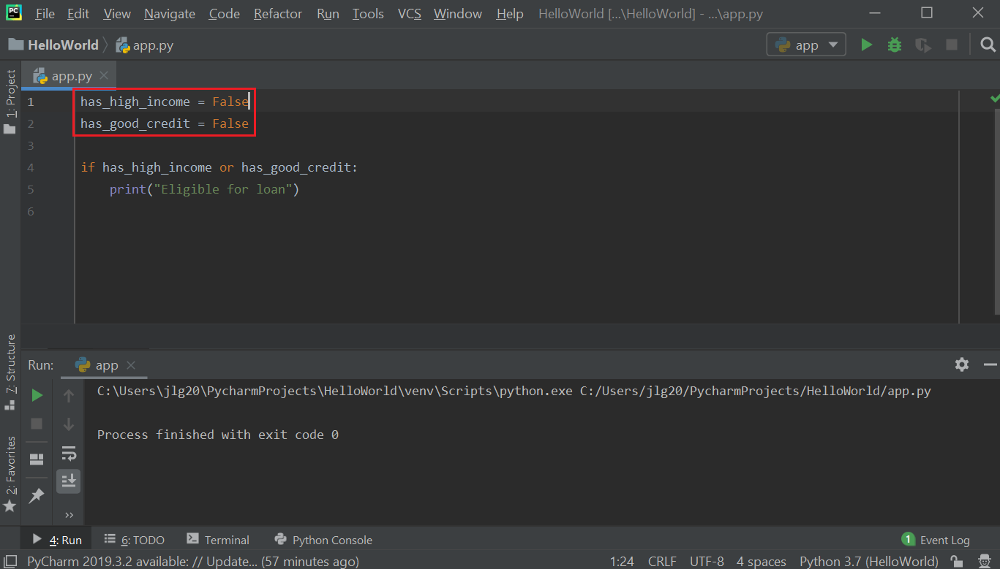 PC File Edit View Navigate Code Refactor Run Tools VCS Window Help HelloWorld [...\HelloWorld] - ...\app.py
HelloWorld app.py app
app.py
1: Project
1 has_high_income = False
2 has_good_credit = False
3
4 if has_high_income or has_good_credit:
5     print("Eligible for loan")
6
7: Structure
2: Favorites
Run: app
C:\Users\jlg20\PycharmProjects\HelloWorld\venv\Scripts\python.exe C:/Users/jlg20/PycharmProjects/HelloWorld/app.py
Process finished with exit code 0
4: Run 6: TODO Terminal Python Console 1 Event Log
PyCharm 2019.3.2 available: // Update... (57 minutes ago) 1:24 CRLF UTF-8 4 spaces Python 3.7 (HelloWorld)